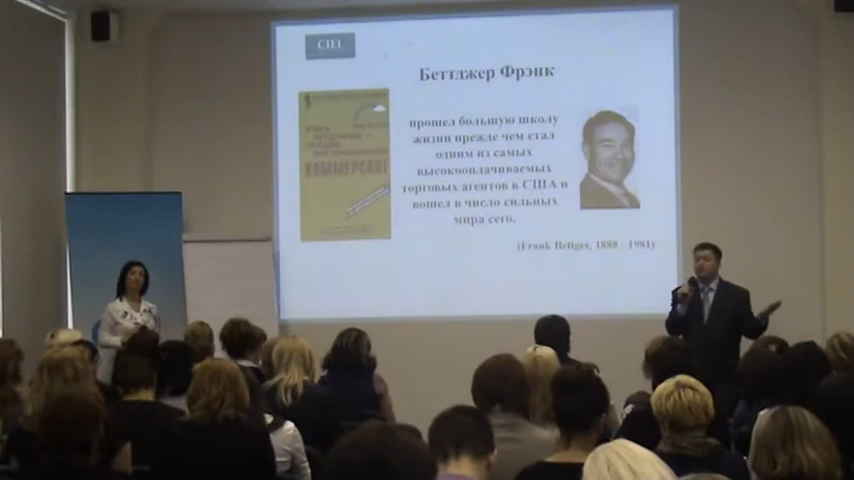 CIEL
Беттджер Фрэнк
прошел большую школу
жизни прежде чем стал
одним из самых
высокооплачиваемых
торговых агентов в США и
вошел в число сильных
мира сего.
(Frank Bettger, 1888 - 1981)
КОММЕРСАНТ